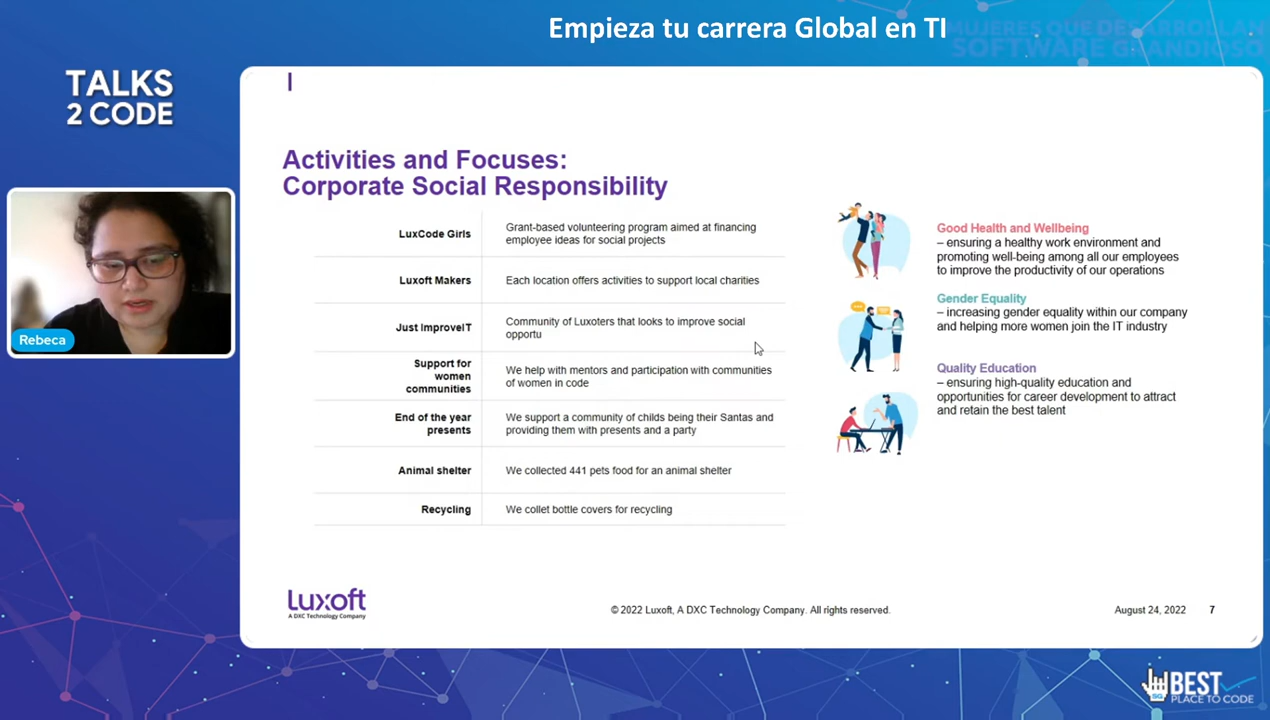 Empieza tu carrera Global en TI
MUJERES QUE DESARROLLAN
SOFTWARE GRANDIOSO
TALKS
2 CODE
Rebeca
Activities and Focuses:
Corporate Social Responsibility
LuxCode Girls
Grant-based volunteering program aimed at financing
employee ideas for social projects
Luxoft Makers
Each location offers activities to support local charities
Just ImproveIT
Community of Luxoters that looks to improve social
opportu
Support for
women
communities
We help with mentors and participation with communities
of women in code
End of the year
presents
We support a community of childs being their Santas and
providing them with presents and a party
Animal shelter
We collected 441 pets food for an animal shelter
Recycling
We collet bottle covers for recycling
Good Health and Wellbeing
– ensuring a healthy work environment and
promoting well-being among all our employees
to improve the productivity of our operations
Gender Equality
– increasing gender equality within our company
and helping more women join the IT industry
Quality Education
– ensuring high-quality education and
opportunities for career development to attract
and retain the best talent
Luxoft
A DXC Technology Company
© 2022 Luxoft, A DXC Technology Company. All rights reserved.
August 24, 2022
7
SG
BEST
PLACE TO CODE